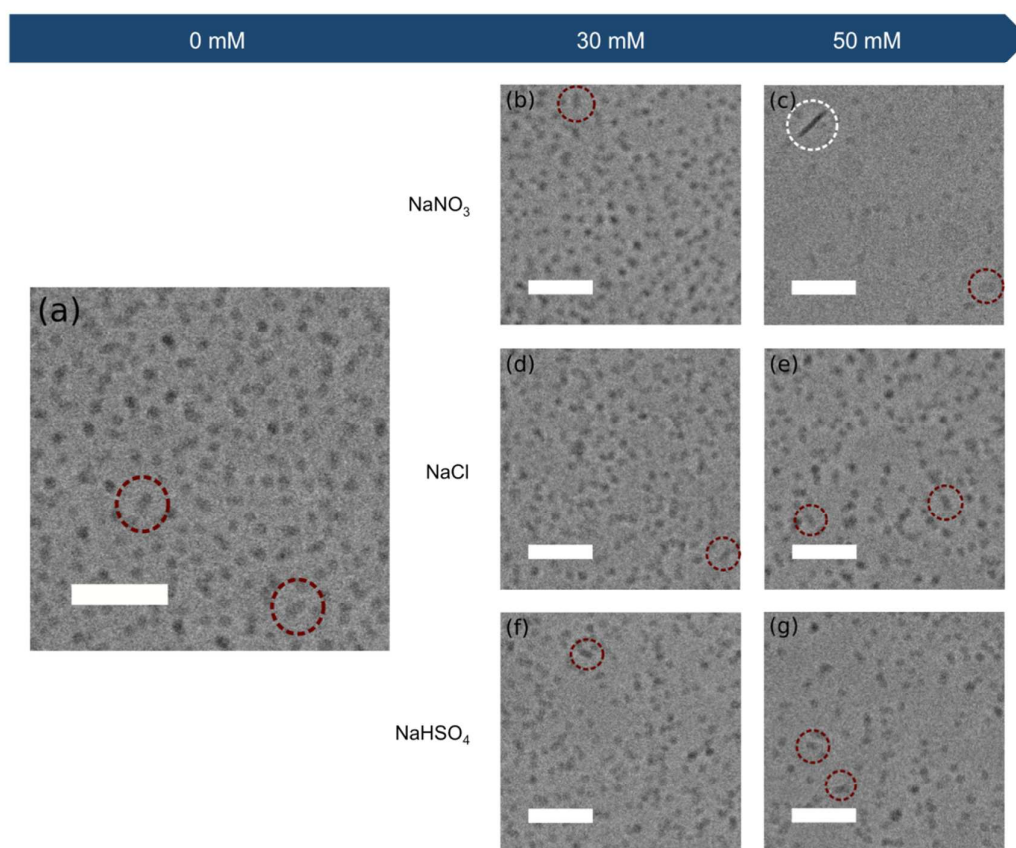 0 mM 30 mM 50 mM
(b) (c)
NaNO₃
(a)
(d) (e)
NaCl
(f) (g)
NaHSO₄